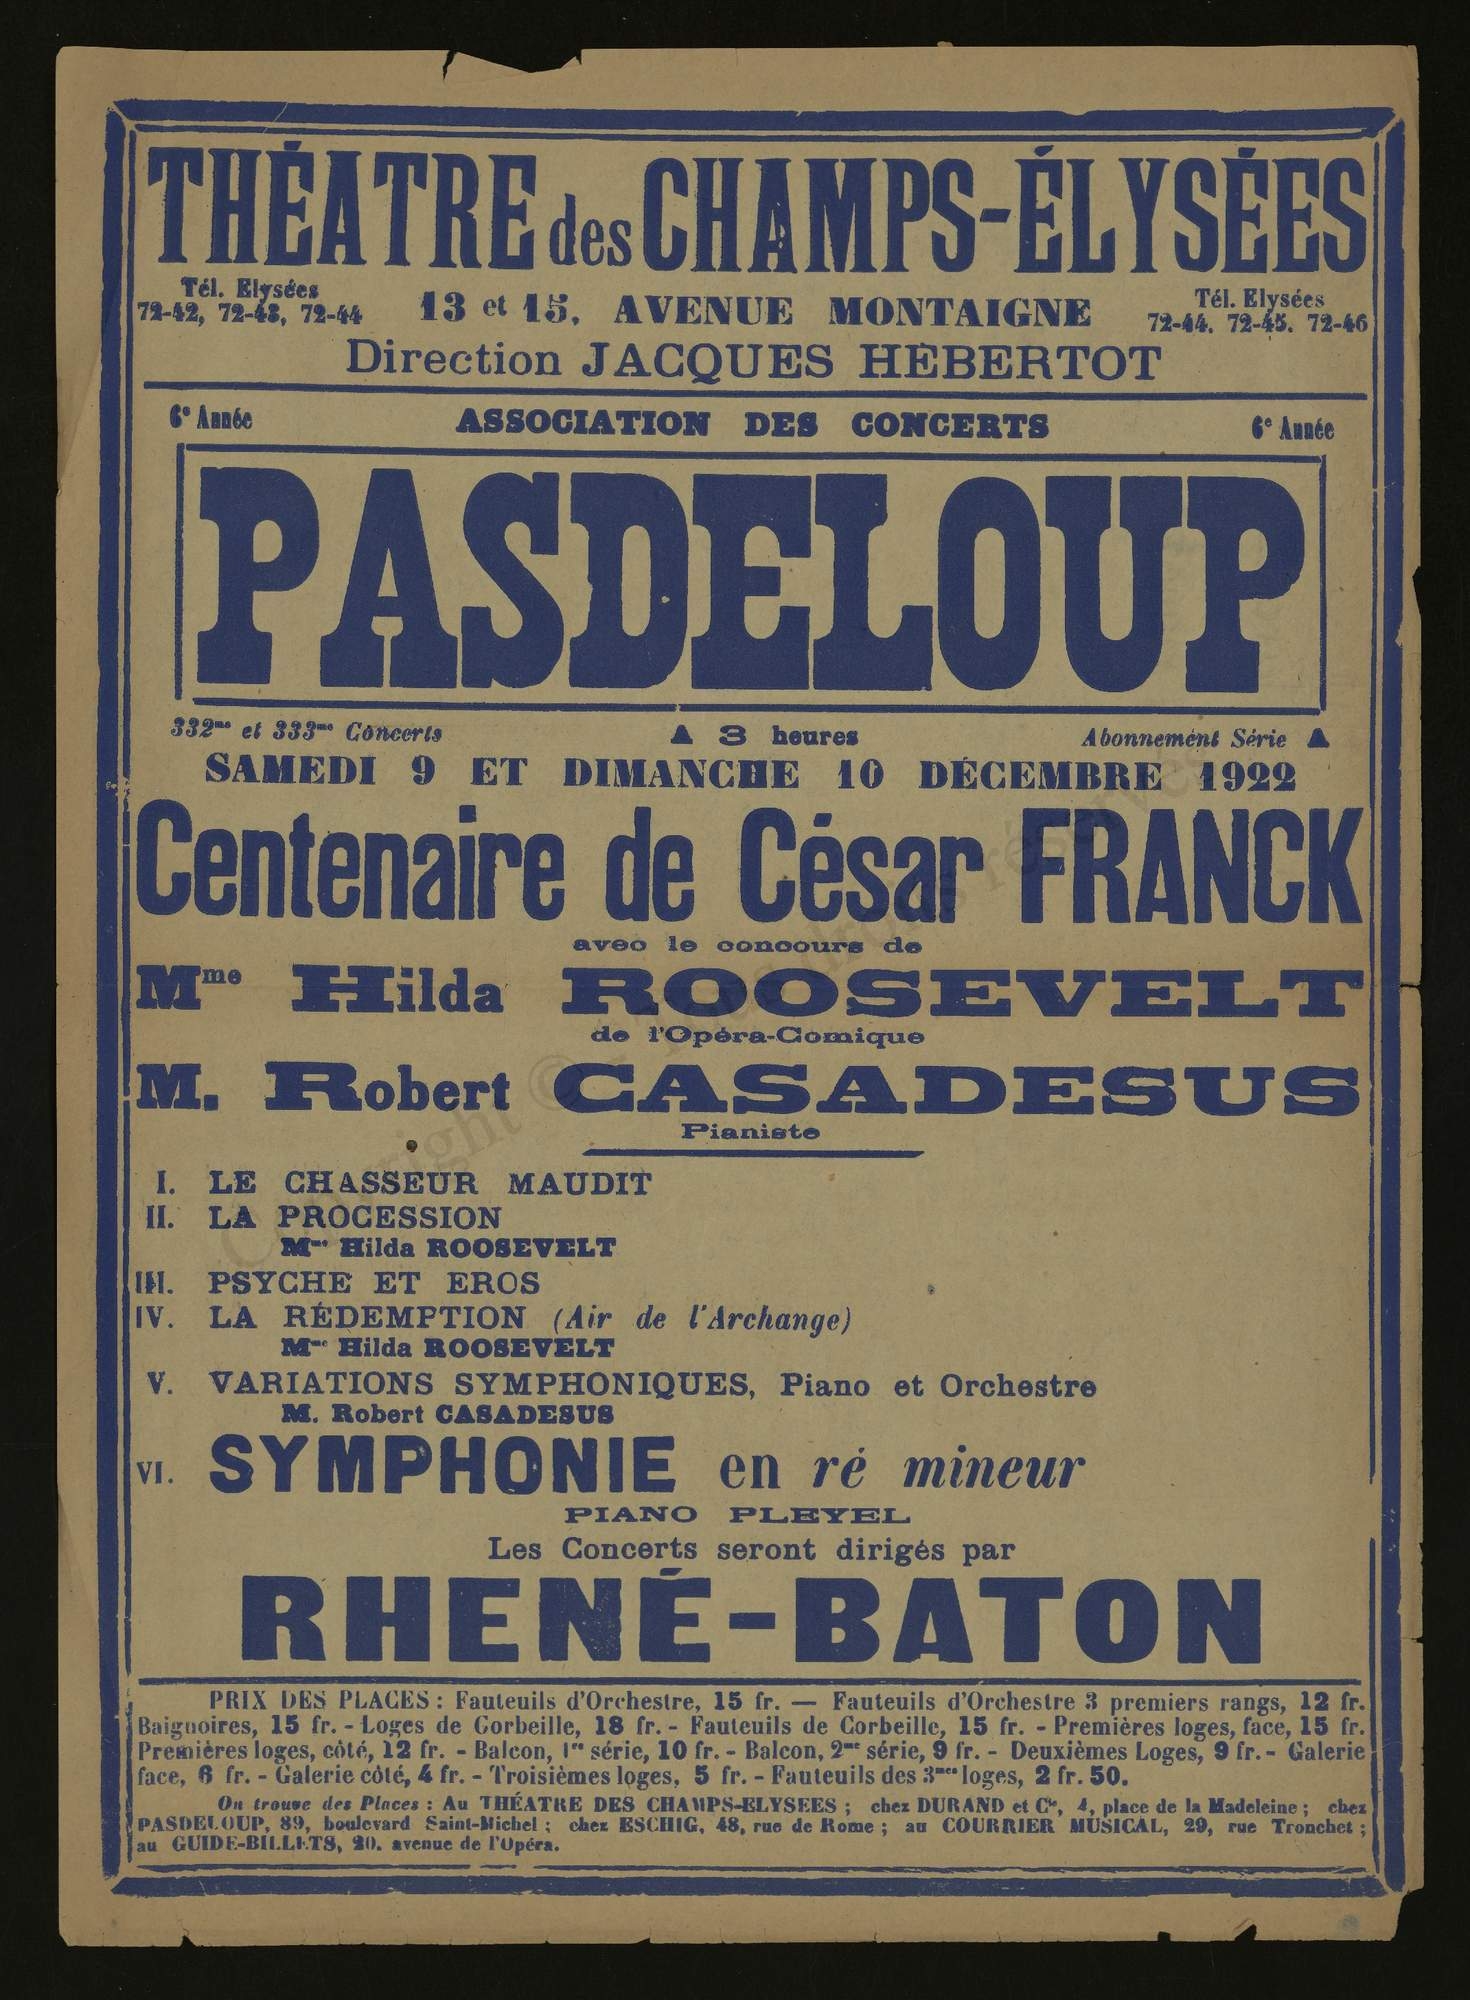 THÉATRE des CHAMPS-ÉLYSÉES
Tél. Elysées
72-42, 72-43, 72-44
13 et 15, AVENUE MONTAIGNE
Tél. Elysées
72-44, 72-45, 72-46
Direction JACQUES HÉBERTOT
6e Année
ASSOCIATION DES CONCERTS
6e Année
PASDELOUP
332me et 333me Concerts
A 3 heures
Abonnement Série A
SAMEDI 9 ET DIMANCHE 10 DÉCEMBRE 1922
Centenaire de César FRANCK
avec le concours de
Mme Hilda ROOSEVELT
de l'Opéra-Comique
M. Robert CASADESUS
Pianiste
I. LE CHASSEUR MAUDIT
II. LA PROCESSION
Mme Hilda ROOSEVELT
III. PSYCHE ET EROS
IV. LA RÉDEMPTION (Air de l'Archange)
Mme Hilda ROOSEVELT
V. VARIATIONS SYMPHONIQUES, Piano et Orchestre
M. Robert CASADESUS
VI. SYMPHONIE en ré mineur
PIANO PLEYEL
Les Concerts seront dirigés par
RHENÉ-BATON
PRIX DES PLACES : Fauteuils d'Orchestre, 15 fr. — Fauteuils d'Orchestre 3 premiers rangs, 12 fr.
Baignoires, 15 fr. - Loges de Corbeille, 18 fr. - Fauteuils de Corbeille, 15 fr. - Premières loges, face, 15 fr.
Premières loges, côté, 12 fr. - Balcon, 1re série, 10 fr. - Balcon, 2me série, 9 fr. - Deuxièmes Loges, 9 fr. - Galerie
face, 6 fr. - Galerie côté, 4 fr. - Troisièmes loges, 5 fr. - Fauteuils des 3mes loges, 2 fr. 50.
On trouve des Places : Au THÉATRE DES CHAMPS-ELYSEES ; chez DURAND et Cie, 4, place de la Madeleine ; chez
PASDELOUP, 89, boulevard Saint-Michel ; chez ESCHIG, 48, rue de Rome ; au COURRIER MUSICAL, 29, rue Tronchet ;
au GUIDE-BILLETS, 20, avenue de l'Opéra.
Copyright © - Tous droits réservés